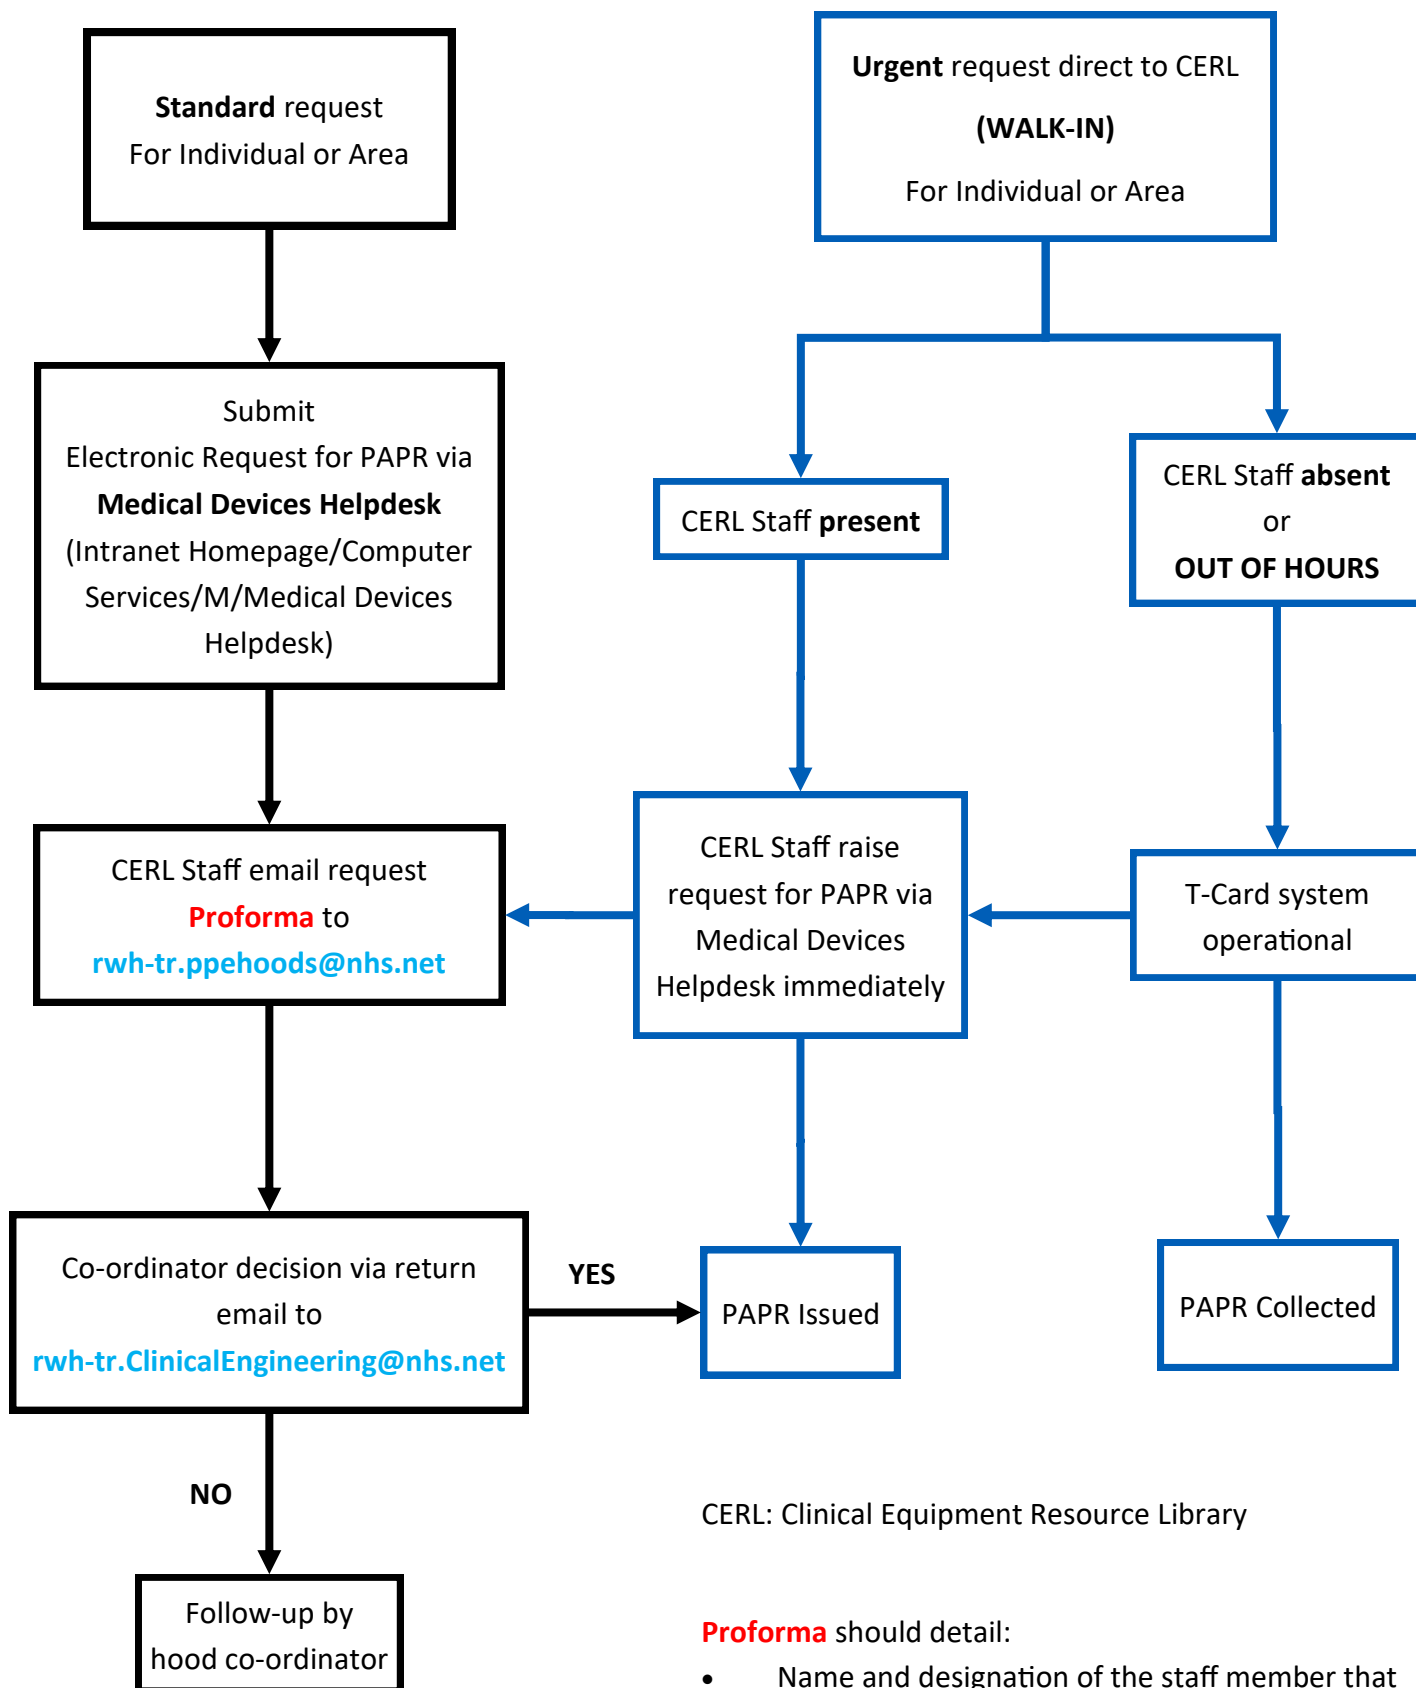 Standard request
For Individual or Area
Urgent request direct to CERL
(WALK-IN)
For Individual or Area
Submit
Electronic Request for PAPR via
Medical Devices Helpdesk
(Intranet Homepage/Computer
Services/M/Medical Devices
Helpdesk)
CERL Staff present
CERL Staff absent
or
OUT OF HOURS
CERL Staff email request
Proforma to
rwh-tr.ppehoods@nhs.net
CERL Staff raise
request for PAPR via
Medical Devices
Helpdesk immediately
T-Card system
operational
Co-ordinator decision via return
email to
rwh-tr.ClinicalEngineering@nhs.net
YES
PAPR Issued
PAPR Collected
NO
Follow-up by
hood co-ordinator
CERL: Clinical Equipment Resource Library
Proforma should detail:
• Name and designation of the staff member that